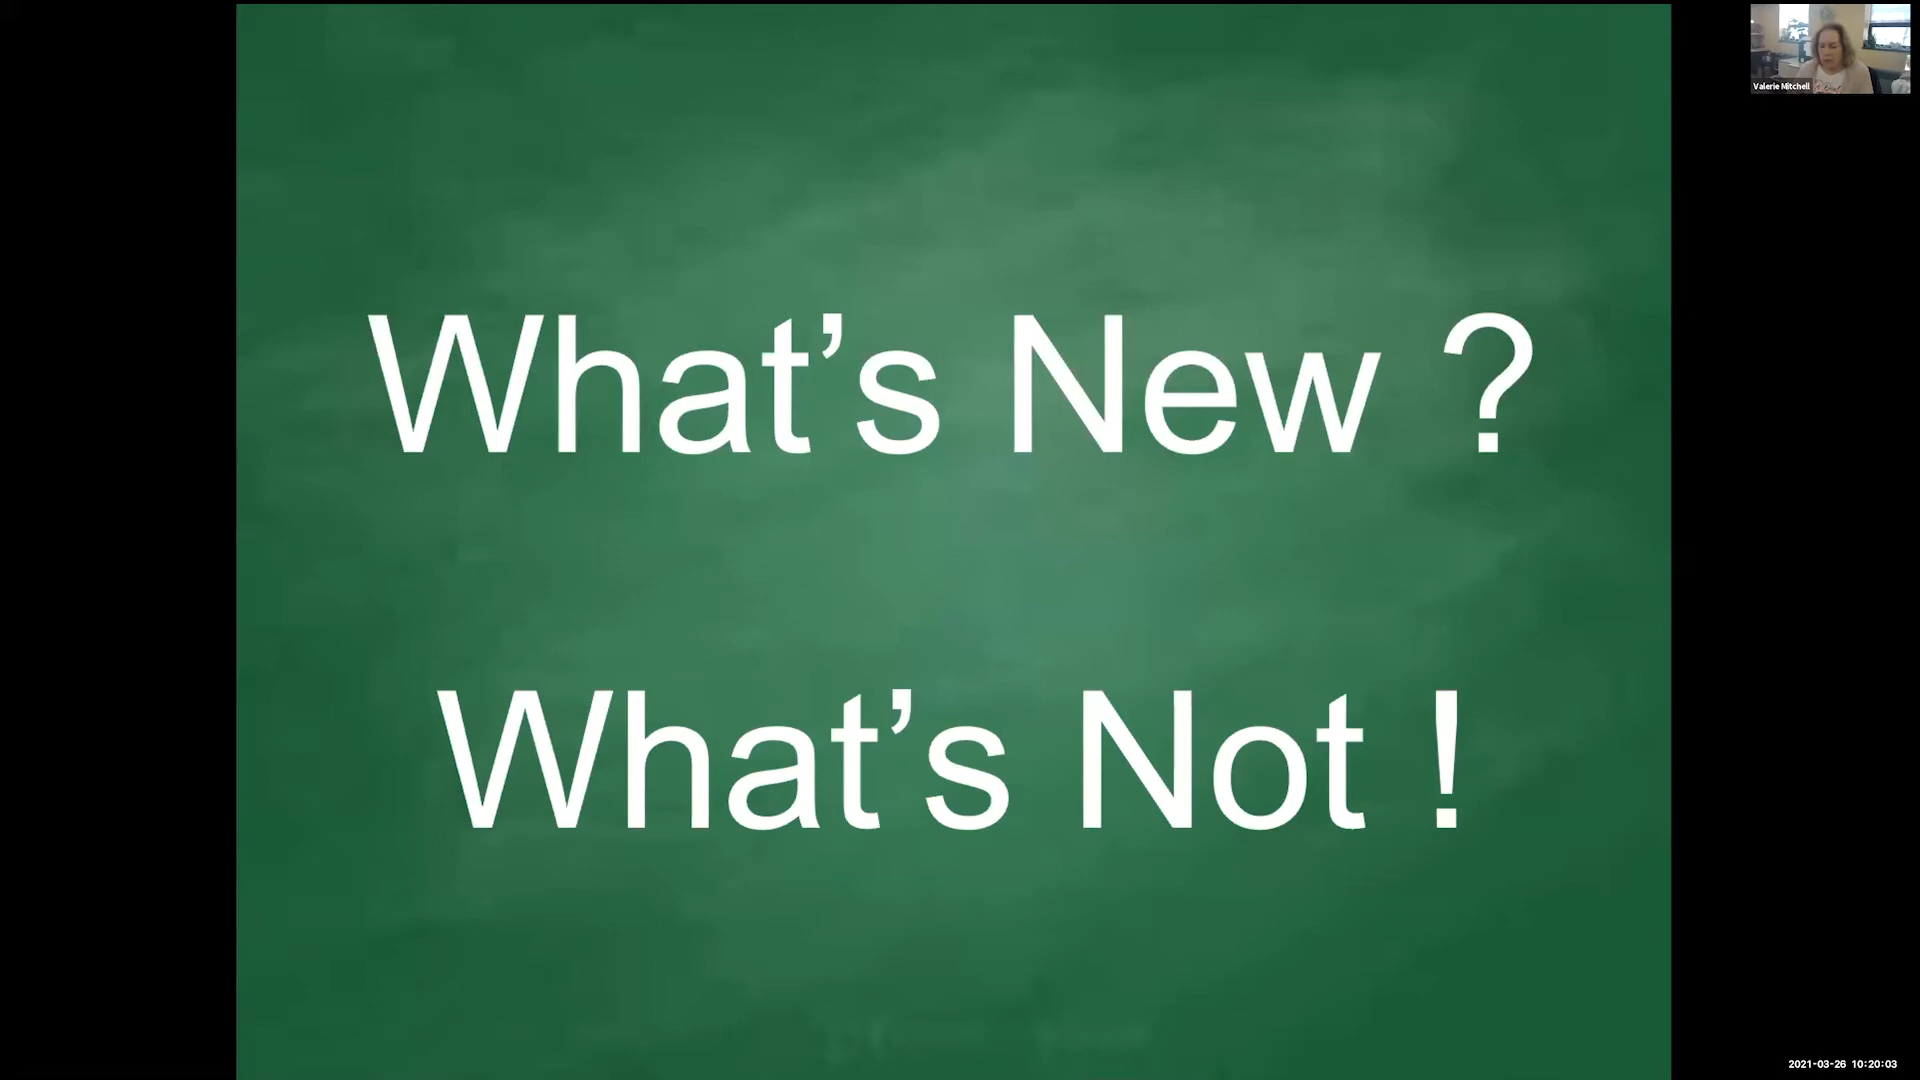 Valerie Mitchell
What’s New ?
What’s Not !
2021-03-26 10:20:03